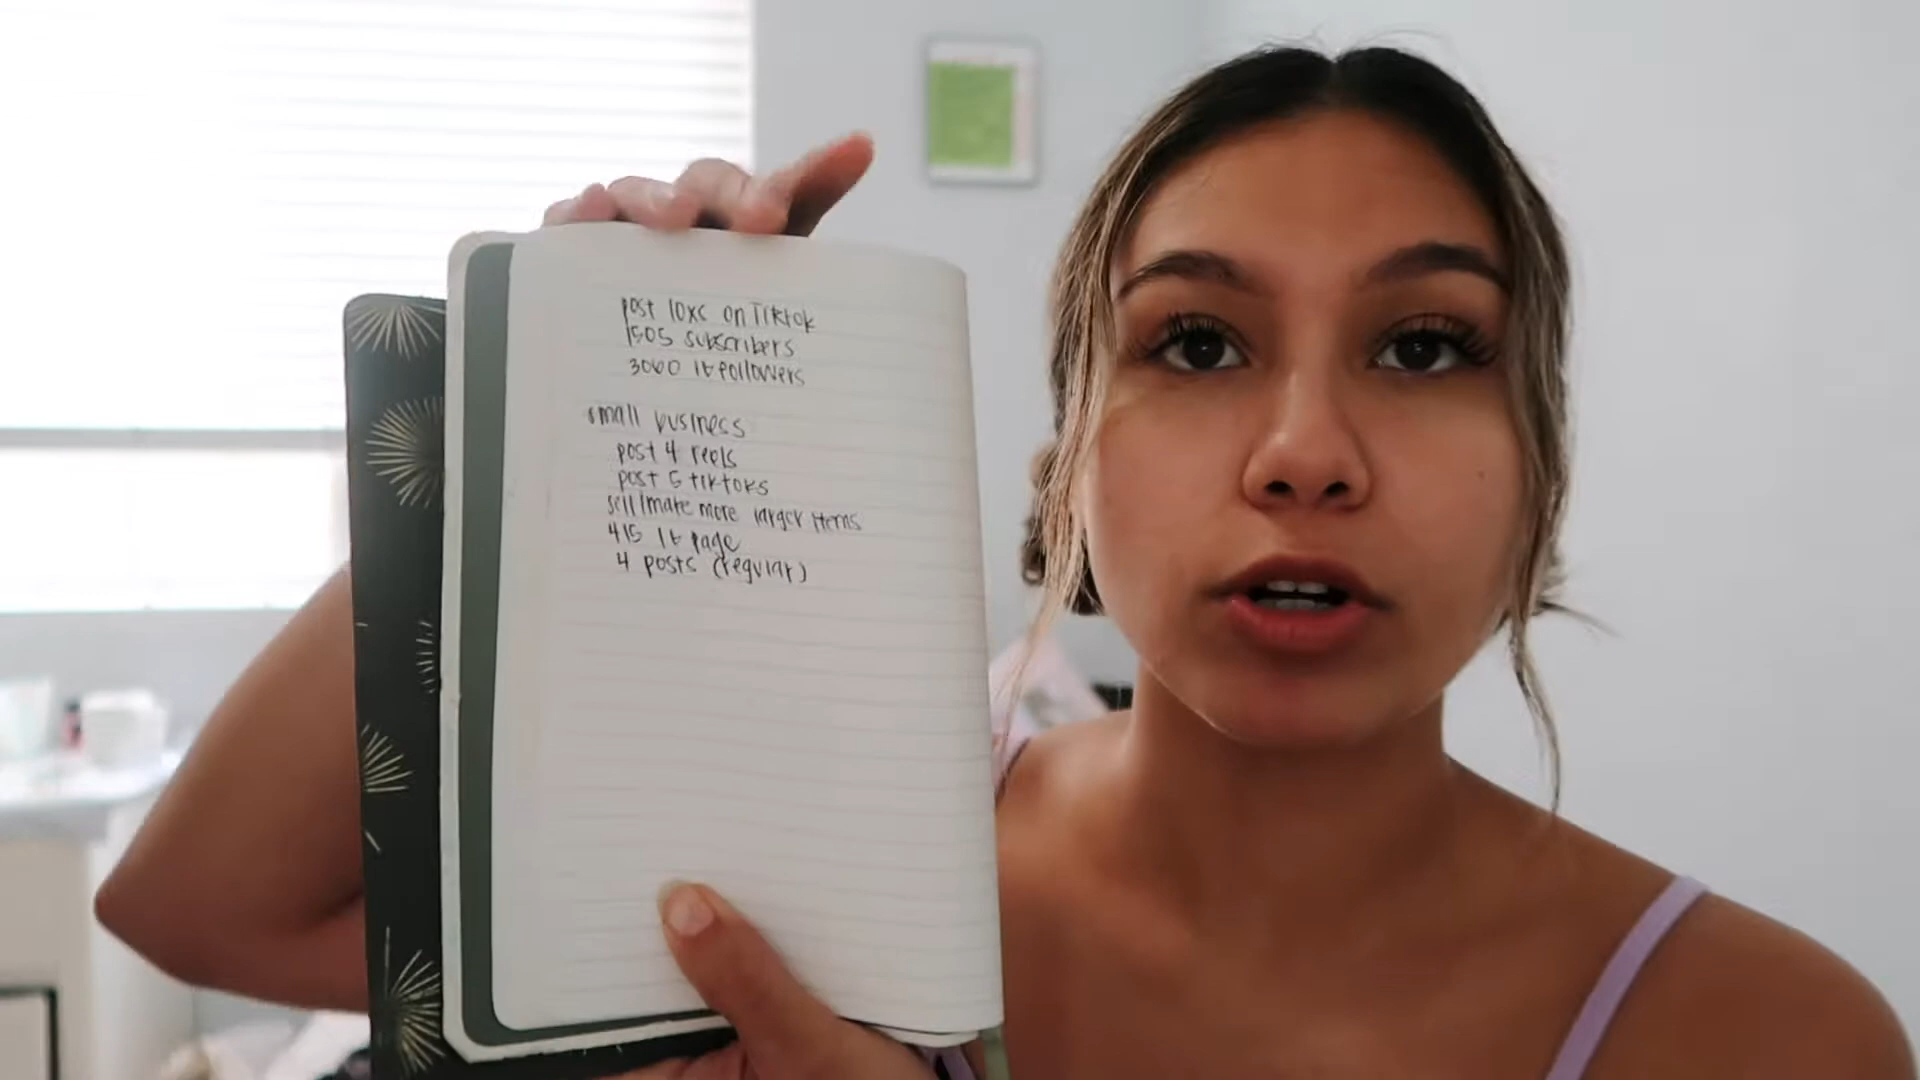 post 10xs on TikTok
1505 subscribers
3000 ig followers
small business
post 4 reels
post 5 tiktoks
sell/make more larger items
415 ig page
4 posts (regular)